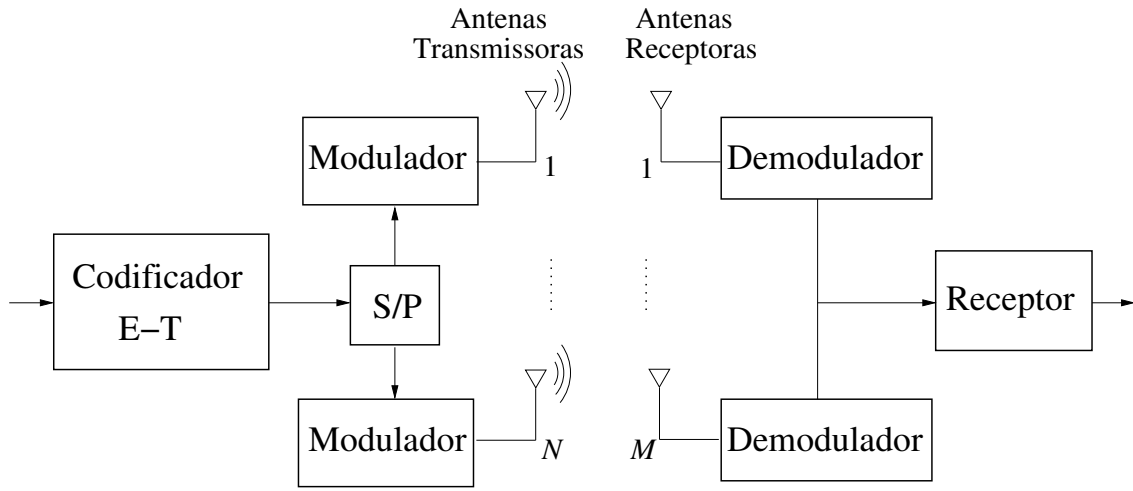 Antenas
Transmissoras
Antenas
Receptoras
Modulador
1
1
Demodulador
Codificador
E−T
S/P
Receptor
Modulador
N
M
Demodulador